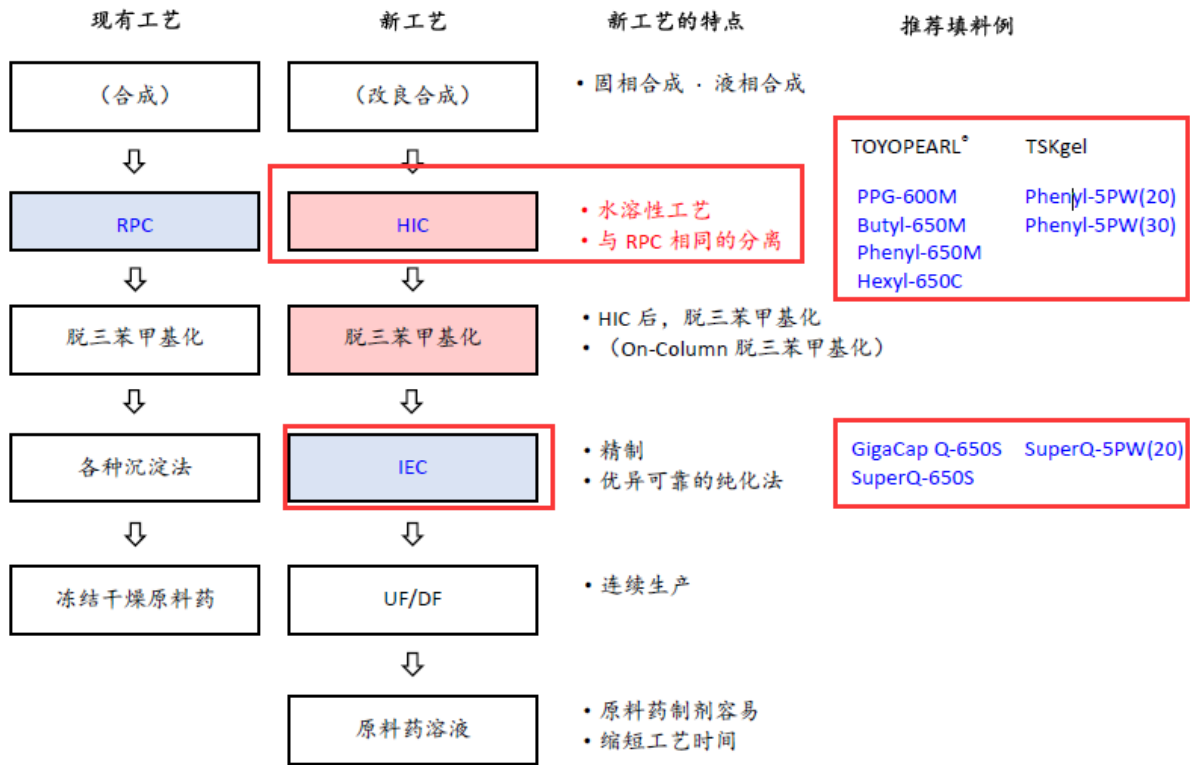 现有工艺
新工艺
新工艺的特点
推荐填料例
（合成）
（改良合成）
• 固相合成 · 液相合成
TOYOPEARL®
TSKgel
RPC
HIC
• 水溶性工艺
• 与 RPC 相同的分离
PPG-600M
Phenyl-5PW(20)
Butyl-650M
Phenyl-5PW(30)
Phenyl-650M
Hexyl-650C
脱三苯甲基化
脱三苯甲基化
• HIC 后，脱三苯甲基化
• （On-Column 脱三苯甲基化）
各种沉淀法
IEC
• 精制
• 优异可靠的纯化法
GigaCap Q-650S
SuperQ-5PW(20)
SuperQ-650S
冻结干燥原料药
UF/DF
• 连续生产
原料药溶液
• 原料药制剂容易
• 缩短工艺时间